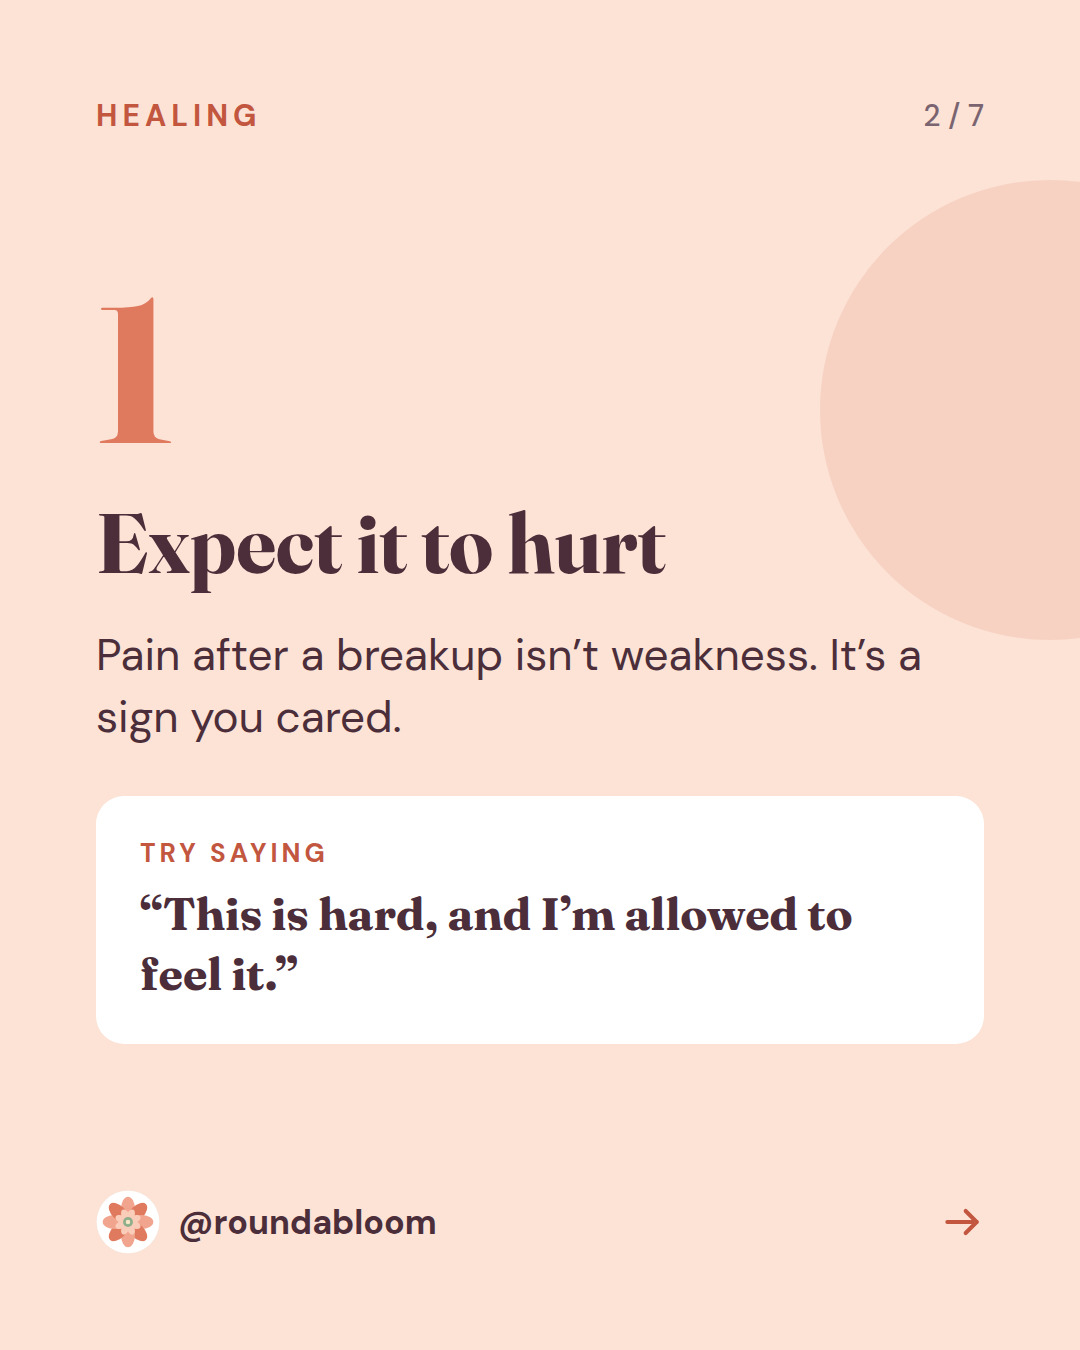 HEALING
2 / 7
1
Expect it to hurt
Pain after a breakup isn’t weakness. It’s a
sign you cared.
TRY SAYING
“This is hard, and I’m allowed to
feel it.”
@roundabloom